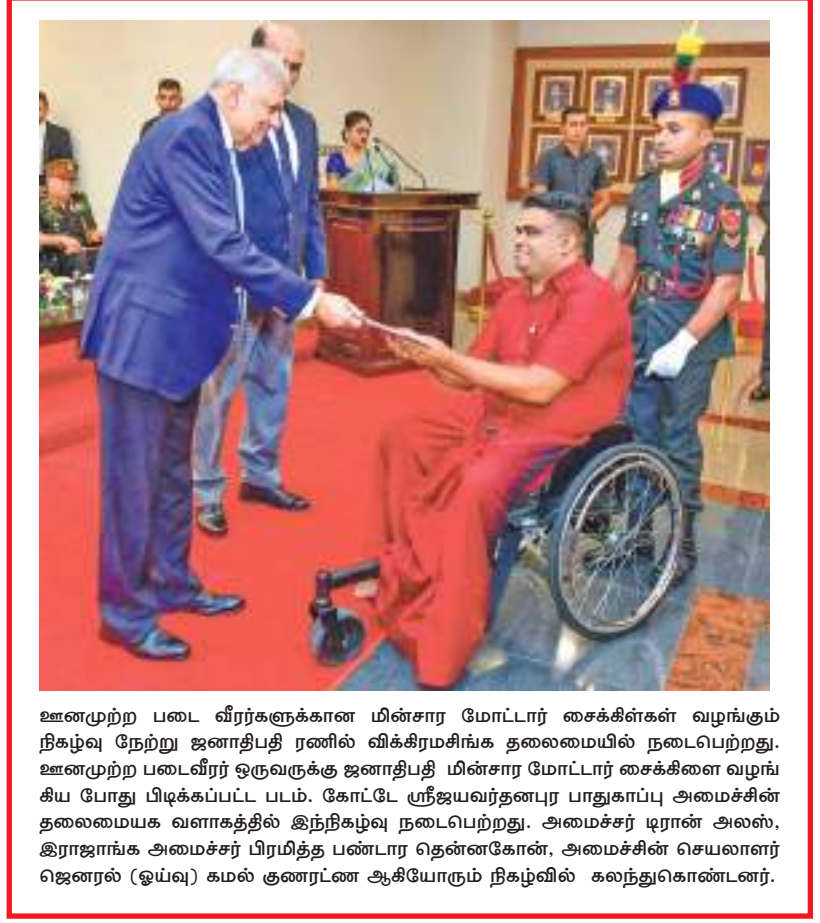 ஊனமுற்ற படை வீரர்களுக்கான மின்சார மோட்டார் சைக்கிள்கள் வழங்கும்
நிகழ்வு நேற்று ஜனாதிபதி ரணில் விக்கிரமசிங்க தலைமையில் நடைபெற்றது.
ஊனமுற்ற படைவீரர் ஒருவருக்கு ஜனாதிபதி மின்சார மோட்டார் சைக்கிளை வழங்
கிய போது பிடிக்கப்பட்ட படம். கோட்டே ஸ்ரீஜயவர்தனபுர பாதுகாப்பு அமைச்சின்
தலைமையக வளாகத்தில் இந்நிகழ்வு நடைபெற்றது. அமைச்சர் டிரான் அலஸ்,
இராஜாங்க அமைச்சர் பிரமித்த பண்டார தென்னகோன், அமைச்சின் செயலாளர்
ஜெனரல் (ஓய்வு) கமல் குணரட்ண ஆகியோரும் நிகழ்வில் கலந்துகொண்டனர்.